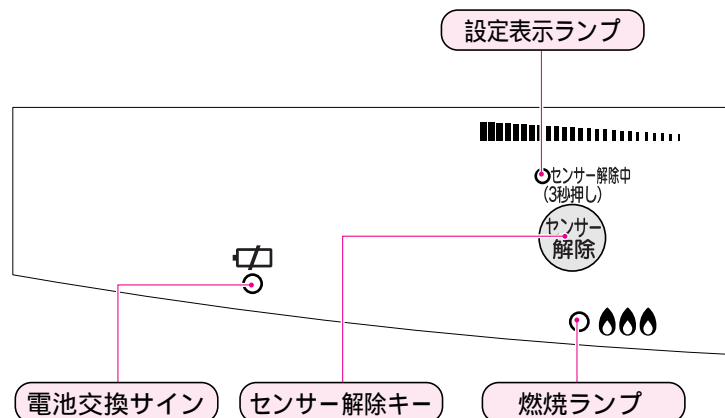 設定表示ランプ
センサー解除中
(3秒押し)
センサー
解除
電池交換サイン
センサー解除キー
燃焼ランプ